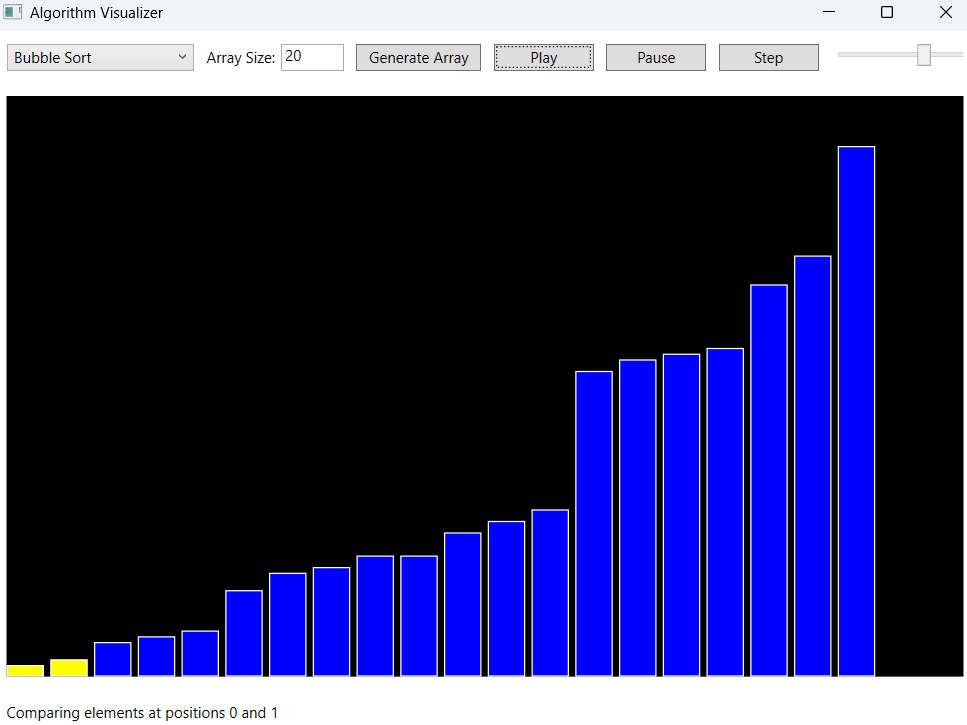 Algorithm Visualizer
Bubble Sort Array Size: 20 Generate Array Play Pause Step
Comparing elements at positions 0 and 1